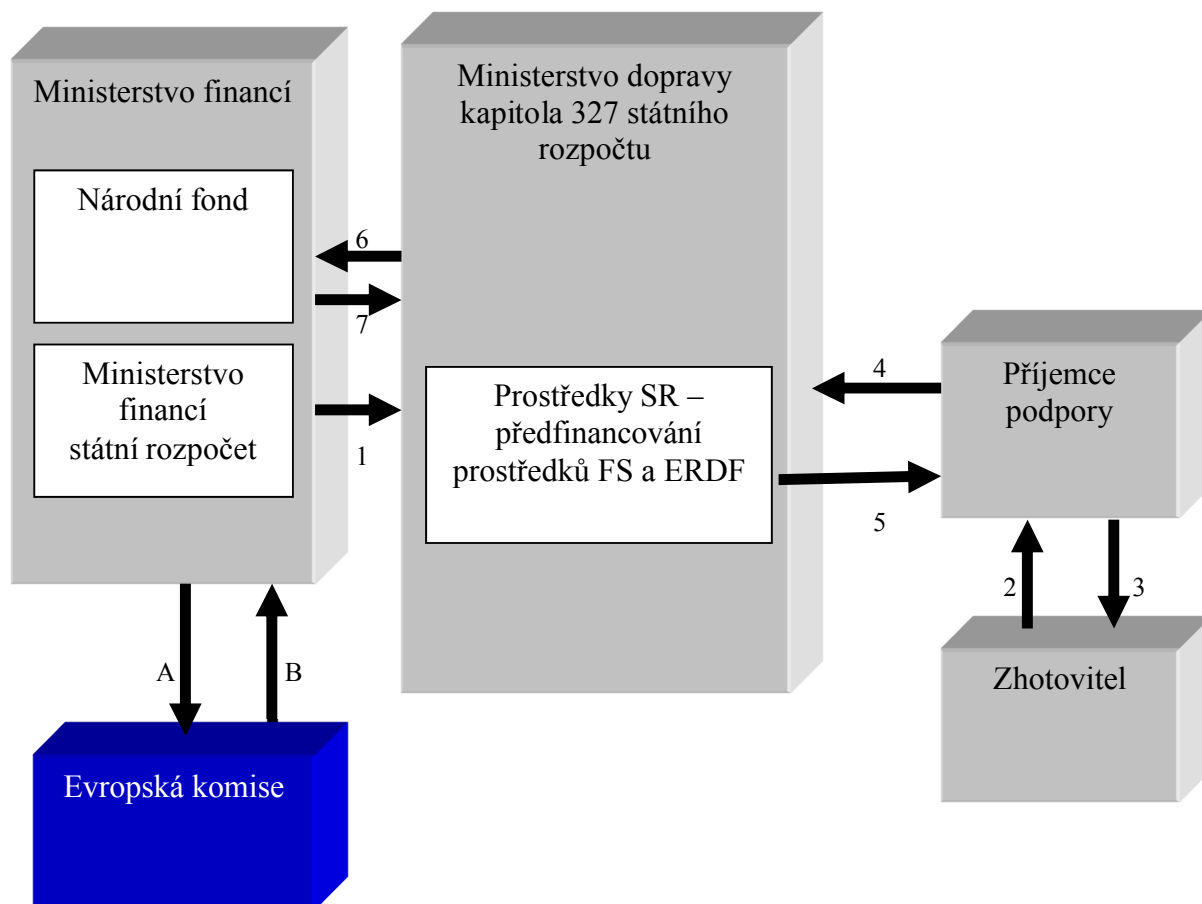 Ministerstvo financí
Národní fond
Ministerstvo
financí
státní rozpočet
Ministerstvo dopravy
kapitola 327 státního
rozpočtu
6
7
1
Prostředky SR –
předfinancování
prostředků FS a ERDF
4
5
Příjemce
podpory
2
3
Zhotovitel
A
B
Evropská komise